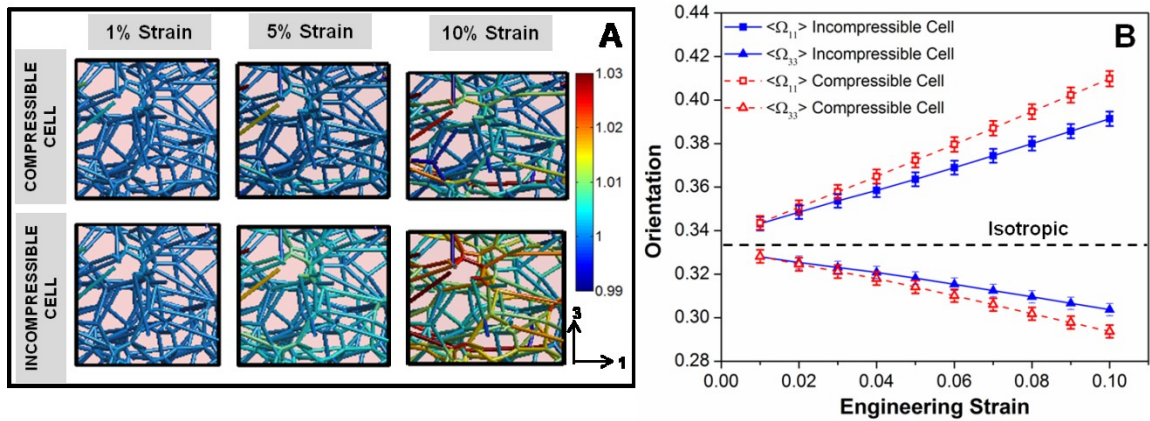 1% Strain
5% Strain
10% Strain
A
COMPRESSIBLE
CELL
INCOMPRESSIBLE
CELL
1.03
1.02
1.01
1
0.99
3
1
B
<Ω11> Incompressible Cell
<Ω33> Incompressible Cell
<Ω11> Compressible Cell
<Ω33> Compressible Cell
Isotropic
Orientation
0.44
0.42
0.40
0.38
0.36
0.34
0.32
0.30
0.28
0.00
0.02
0.04
0.06
0.08
0.10
Engineering Strain